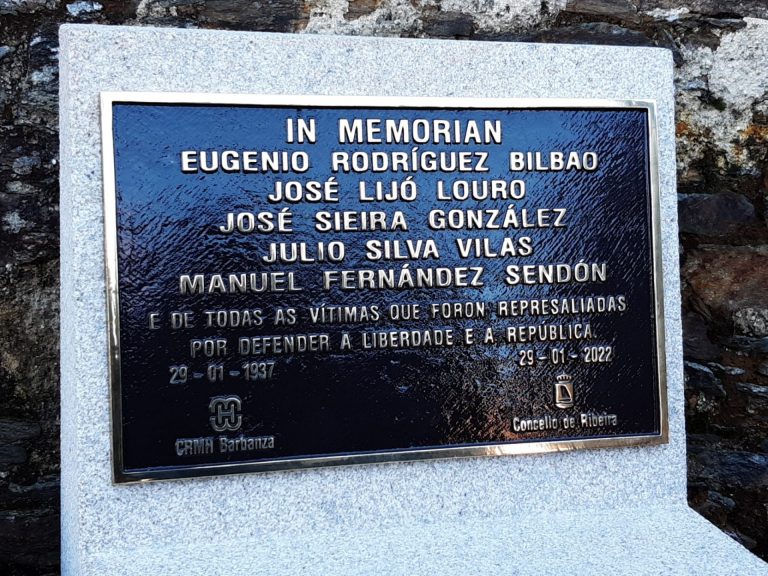 IN MEMORIAN
EUGENIO RODRÍGUEZ BILBAO
JOSÉ LIJÓ LOURO
JOSÉ SIEIRA GONZÁLEZ
JULIO SILVA VILAS
MANUEL FERNÁNDEZ SENDÓN
E DE TODAS AS VÍTIMAS QUE FORON REPRESALIADAS
POR DEFENDER A LIBERDADE E A REPÚBLICA.
29-01-1937 29-01-2022
CRMH Barbanza
Concello de Ribeira